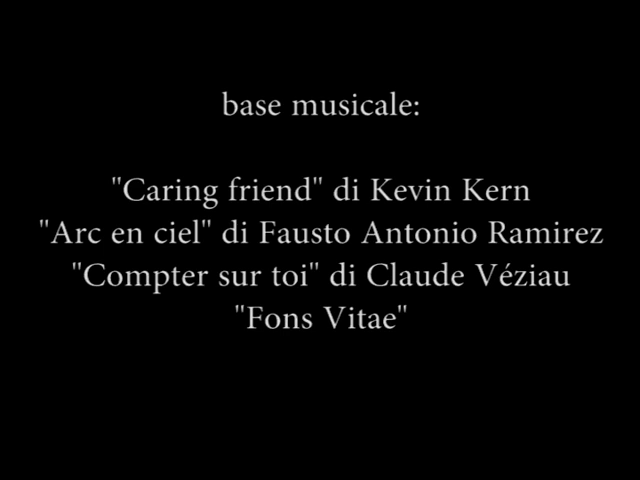 base musicale:
"Caring friend" di Kevin Kern
"Arc en ciel" di Fausto Antonio Ramirez
"Compter sur toi" di Claude Véziau
"Fons Vitae"